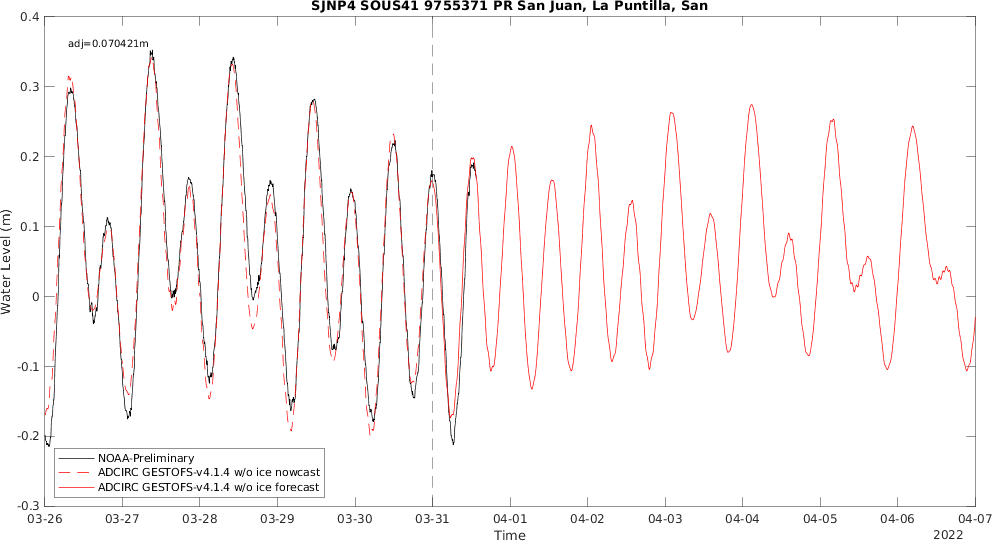 SJNP4 SOUS41 9755371 PR San Juan, La Puntilla, San
adj=0.070421m
Water Level (m)
0.4
0.3
0.2
0.1
0
-0.1
-0.2
-0.3
NOAA-Preliminary
ADCIRC GESTOFS-v4.1.4 w/o ice nowcast
ADCIRC GESTOFS-v4.1.4 w/o ice forecast
03-26 03-27 03-28 03-29 03-30 03-31 04-01 04-02 04-03 04-04 04-05 04-06 04-07
Time
2022